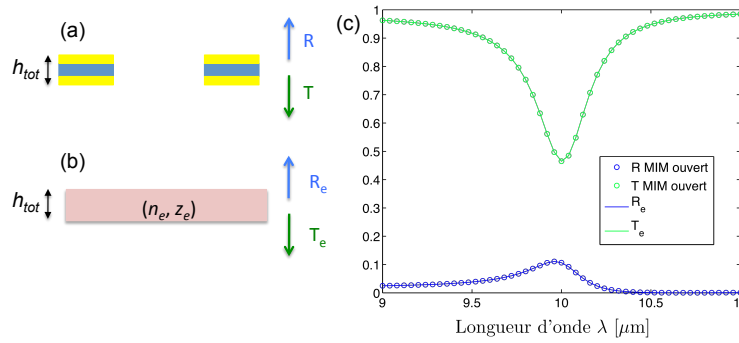 (a)
h_tot
R
T
(b)
h_tot
(n_e, z_e)
R_e
T_e
(c)
1
0.9
0.8
0.7
0.6
0.5
0.4
0.3
0.2
0.1
0
R MIM ouvert
T MIM ouvert
R_e
T_e
9
9.5
10
10.5
1
Longueur d'onde λ [μm]